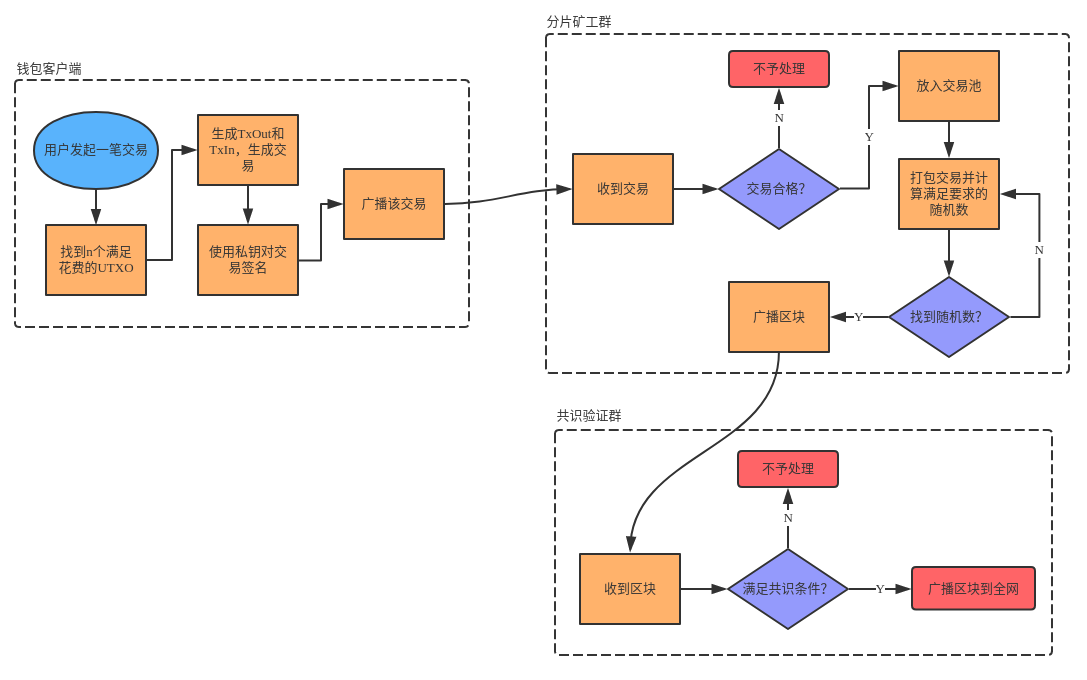 钱包客户端
用户发起一笔交易
找到n个满足
花费的UTXO
生成TxOut和
TxIn，生成交
易
使用私钥对交
易签名
广播该交易
分片矿工群
收到交易
交易合格?
N
不予处理
Y
放入交易池
打包交易并计
算满足要求的
随机数
找到随机数?
N
Y
广播区块
共识验证群
收到区块
满足共识条件?
N
不予处理
Y
广播区块到全网